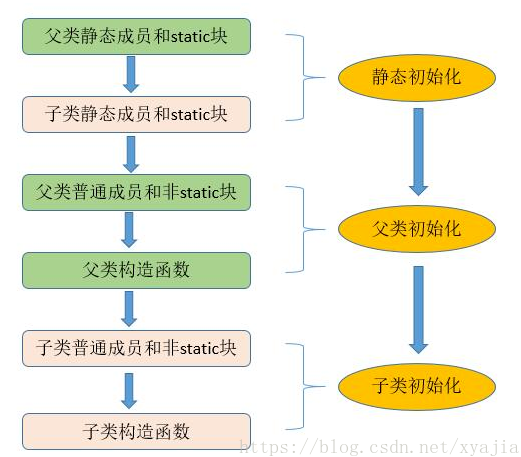 父类静态成员和static块
静态初始化
子类静态成员和static块
父类普通成员和非static块
父类初始化
父类构造函数
子类普通成员和非static块
子类初始化
子类构造函数
https://blog.csdn.net/xyajia